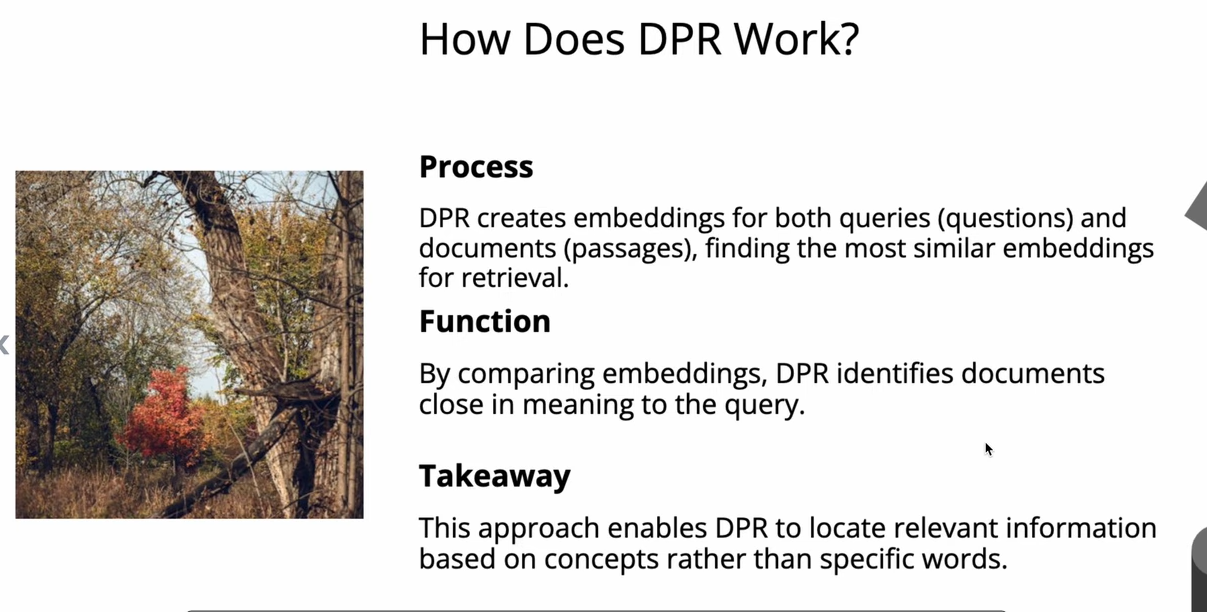 How Does DPR Work?
Process
DPR creates embeddings for both queries (questions) and
documents (passages), finding the most similar embeddings
for retrieval.
Function
By comparing embeddings, DPR identifies documents
close in meaning to the query.
Takeaway
This approach enables DPR to locate relevant information
based on concepts rather than specific words.